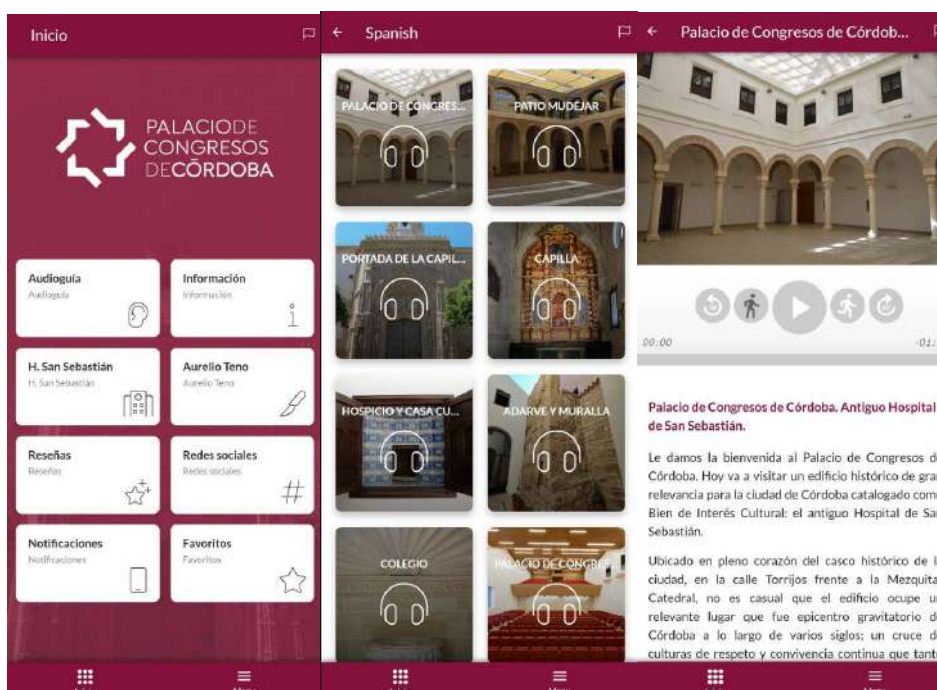 Inicio
PALACIODE
CONGRESOS
DECŌRDOBA
Audioguía
Audioguía
Información
Información
H. San Sebastián
H. San Sebastián
Aurelio Teno
Aurelio Teno
Reseñas
Reseñas
Redes sociales
Redes sociales
#
Notificaciones
Notificaciones
Favoritos
Favoritos
Spanish
PALACIO DE CONGRES...
PATIO MUDÉJAR
PORTADA DE LA CAPIL...
CAPILLA
HOSPICIO Y CASA CU...
ADARVE Y MURALLA
COLEGIO
PALACIO DE CONGRES
Palacio de Congresos de Córdob...
00:00
-01:
Palacio de Congresos de Córdoba. Antiguo Hospital
de San Sebastián.
Le damos la bienvenida al Palacio de Congresos d
Córdoba. Hoy va a visitar un edificio histórico de gran
relevancia para la ciudad de Córdoba catalogado com
Bien de Interés Cultural: el antiguo Hospital de San
Sebastián.
Ubicado en pleno corazón del casco histórico de l
ciudad, en la calle Torrijos frente a la Mezquita
Catedral, no es casual que el edificio ocupe un
relevante lugar que fue epicentro gravitatorio d
Córdoba a lo largo de varios siglos; un cruce d
culturas de respeto y convivencia continua que tant